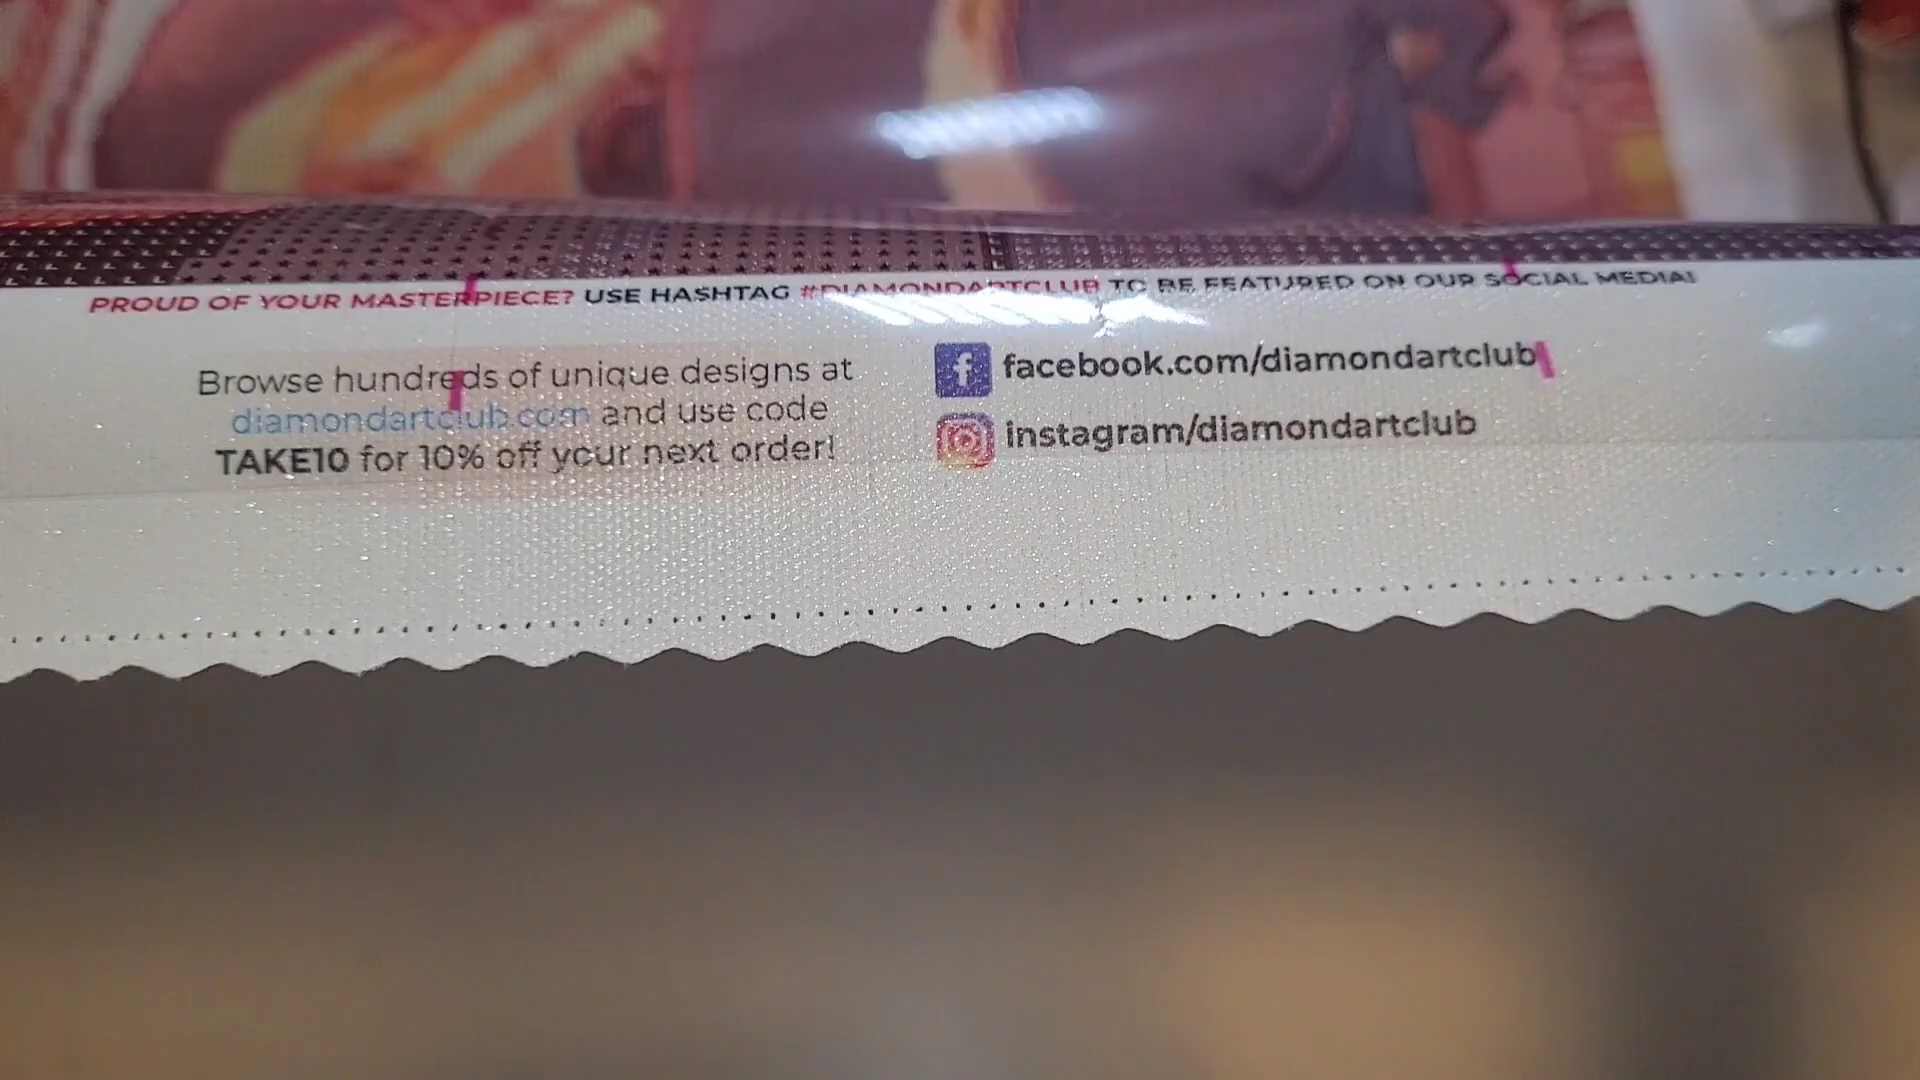 PROUD OF YOUR MASTERPIECE? USE HASHTAG #DIAMONDARTCLUB TO BE FEATURED ON OUR SOCIAL MEDIA!
Browse hundreds of unique designs at
diamondartclub.com and use code
TAKE10 for 10% off your next order!
facebook.com/diamondartclub
instagram/diamondartclub